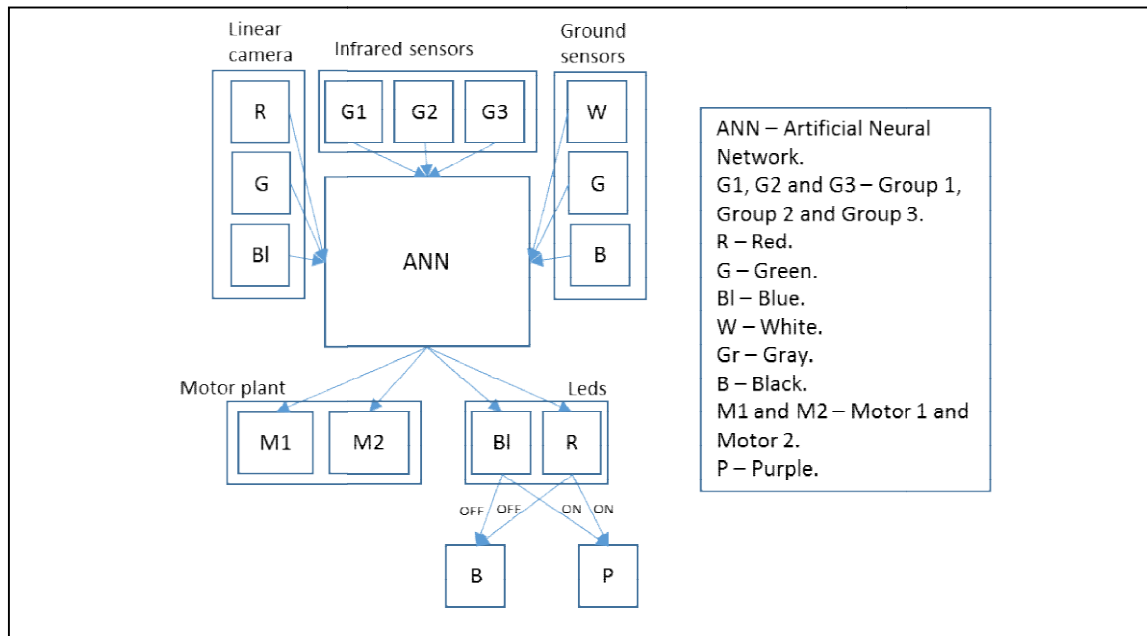 Linear
camera
Infrared sensors
Ground
sensors
R
G
Bl
G1
G2
G3
W
G
B
ANN
Motor plant
Leds
M1
M2
Bl
R
OFF
OFF
ON
ON
B
P
ANN – Artificial Neural
Network.
G1, G2 and G3 – Group 1,
Group 2 and Group 3.
R – Red.
G – Green.
Bl – Blue.
W – White.
Gr – Gray.
B – Black.
M1 and M2 – Motor 1 and
Motor 2.
P – Purple.